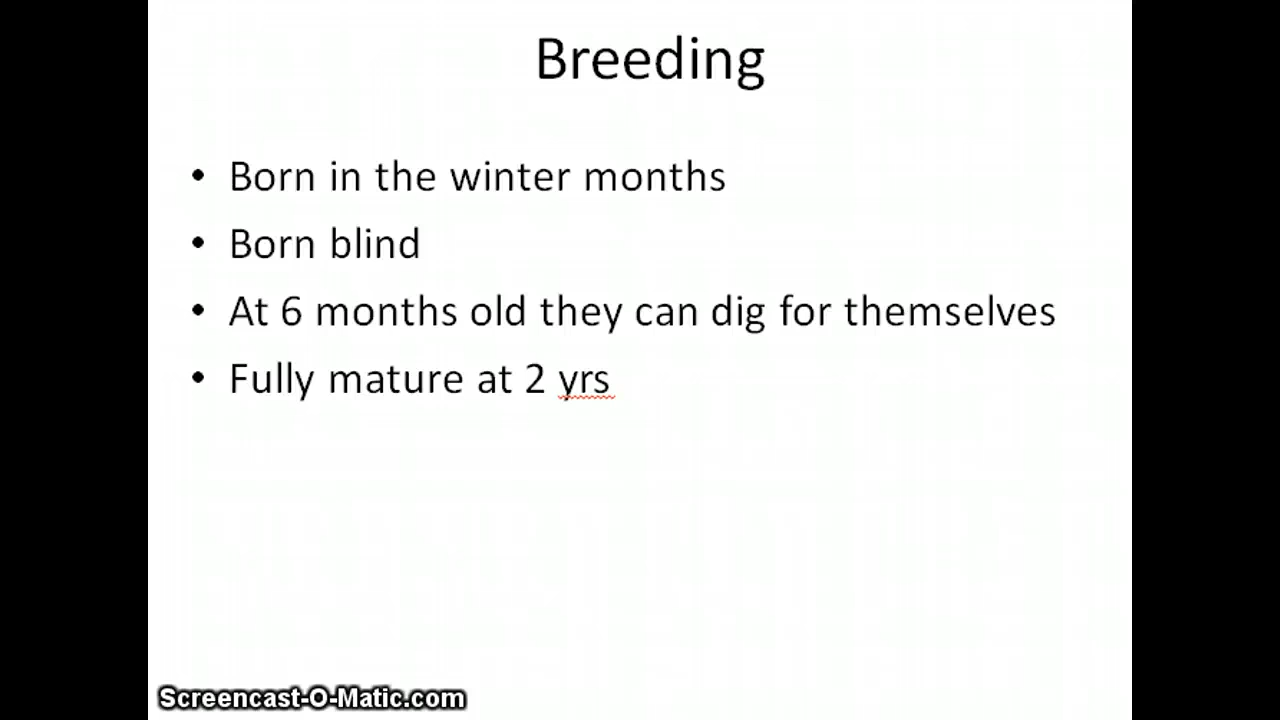 Breeding
• Born in the winter months
• Born blind
• At 6 months old they can dig for themselves
• Fully mature at 2 yrs
Screencast-O-Matic.com